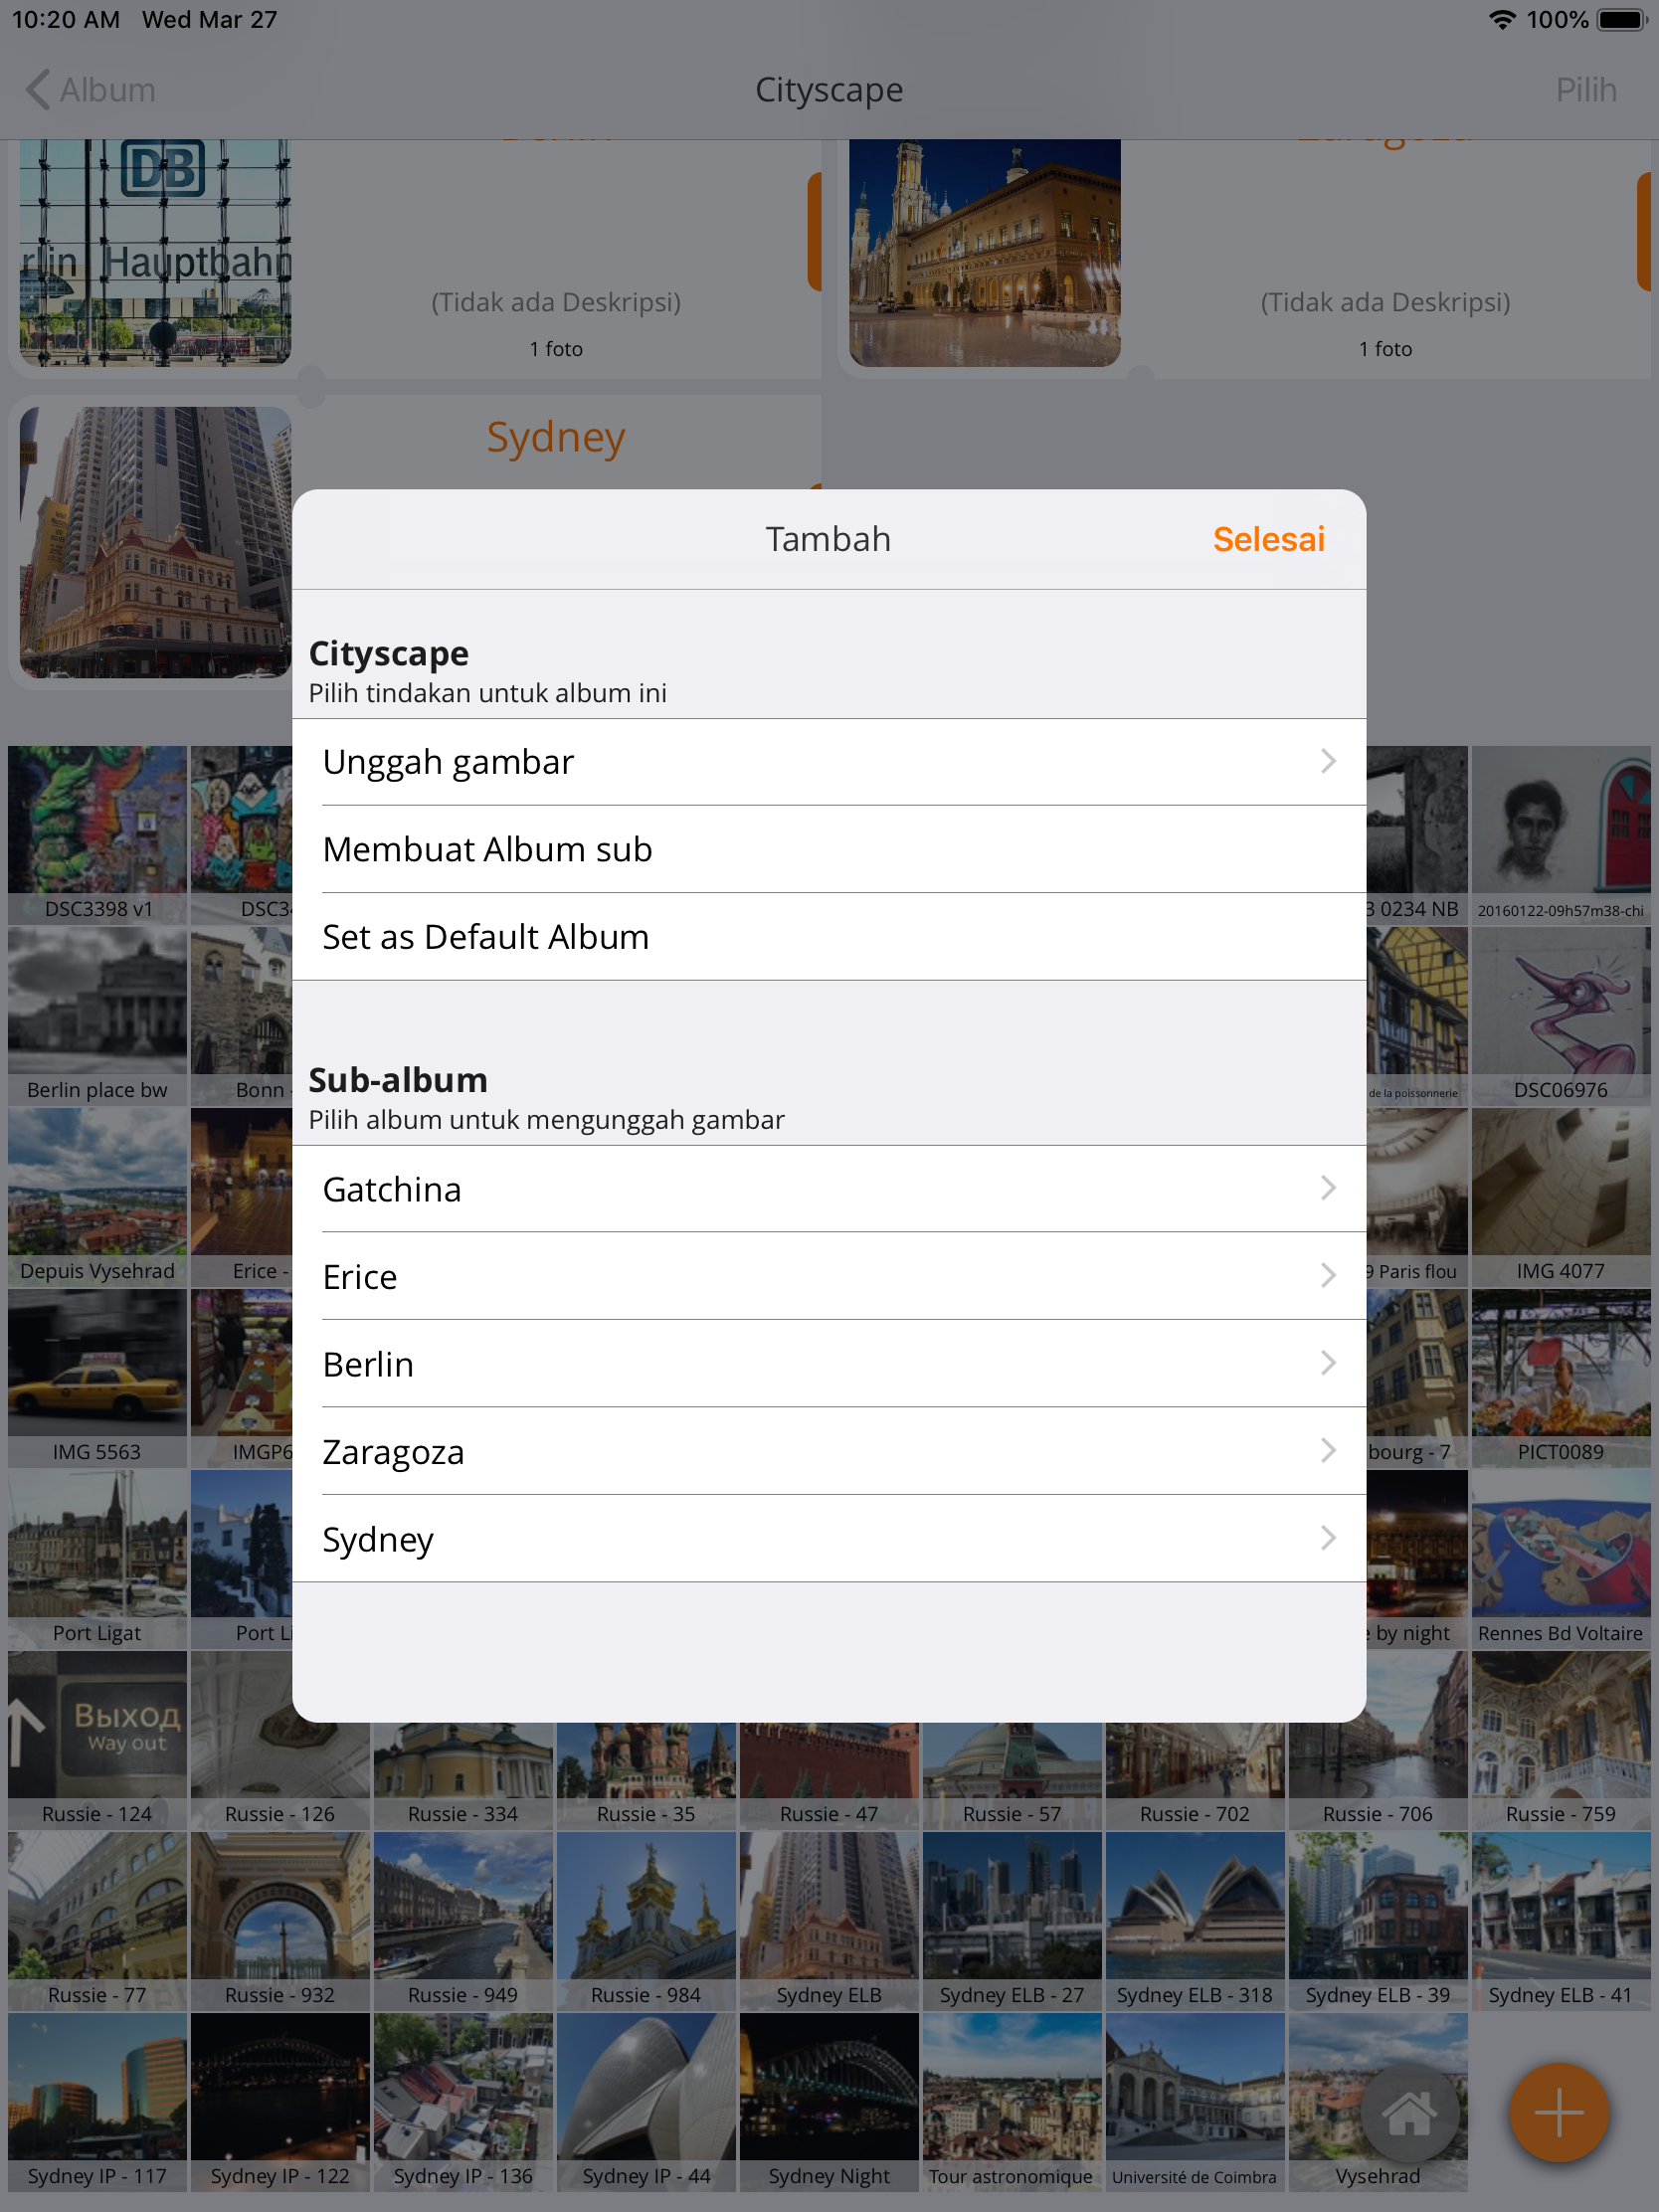 10:20 AM Wed Mar 27
100%
Album
Cityscape
Pilih
DB
rlin Hauptbahn
(Tidak ada Deskripsi)
1 foto
(Tidak ada Deskripsi)
1 foto
Sydney
Tambah
Selesai
Cityscape
Pilih tindakan untuk album ini
Unggah gambar
Membuat Album sub
Set as Default Album
Sub-album
Pilih album untuk mengunggah gambar
Gatchina
Erice
Berlin
Zaragoza
Sydney
DSC3398 v1
DSC34
3 0234 NB
20160122-09h57m38-chi
Berlin place bw
Bonn -
de la poissonnerie
DSC06976
Depuis Vysehrad
Erice -
9 Paris flou
IMG 4077
IMG 5563
IMGP6
bourg - 7
PICT0089
Port Ligat
Port Li
e by night
Rennes Bd Voltaire
Выход
Way out
Russie - 124
Russie - 126
Russie - 334
Russie - 35
Russie - 47
Russie - 57
Russie - 702
Russie - 706
Russie - 759
Russie - 77
Russie - 932
Russie - 949
Russie - 984
Sydney ELB
Sydney ELB - 27
Sydney ELB - 318
Sydney ELB - 39
Sydney ELB - 41
Sydney IP - 117
Sydney IP - 122
Sydney IP - 136
Sydney IP - 44
Sydney Night
Tour astronomique
Université de Coimbra
Vysehrad